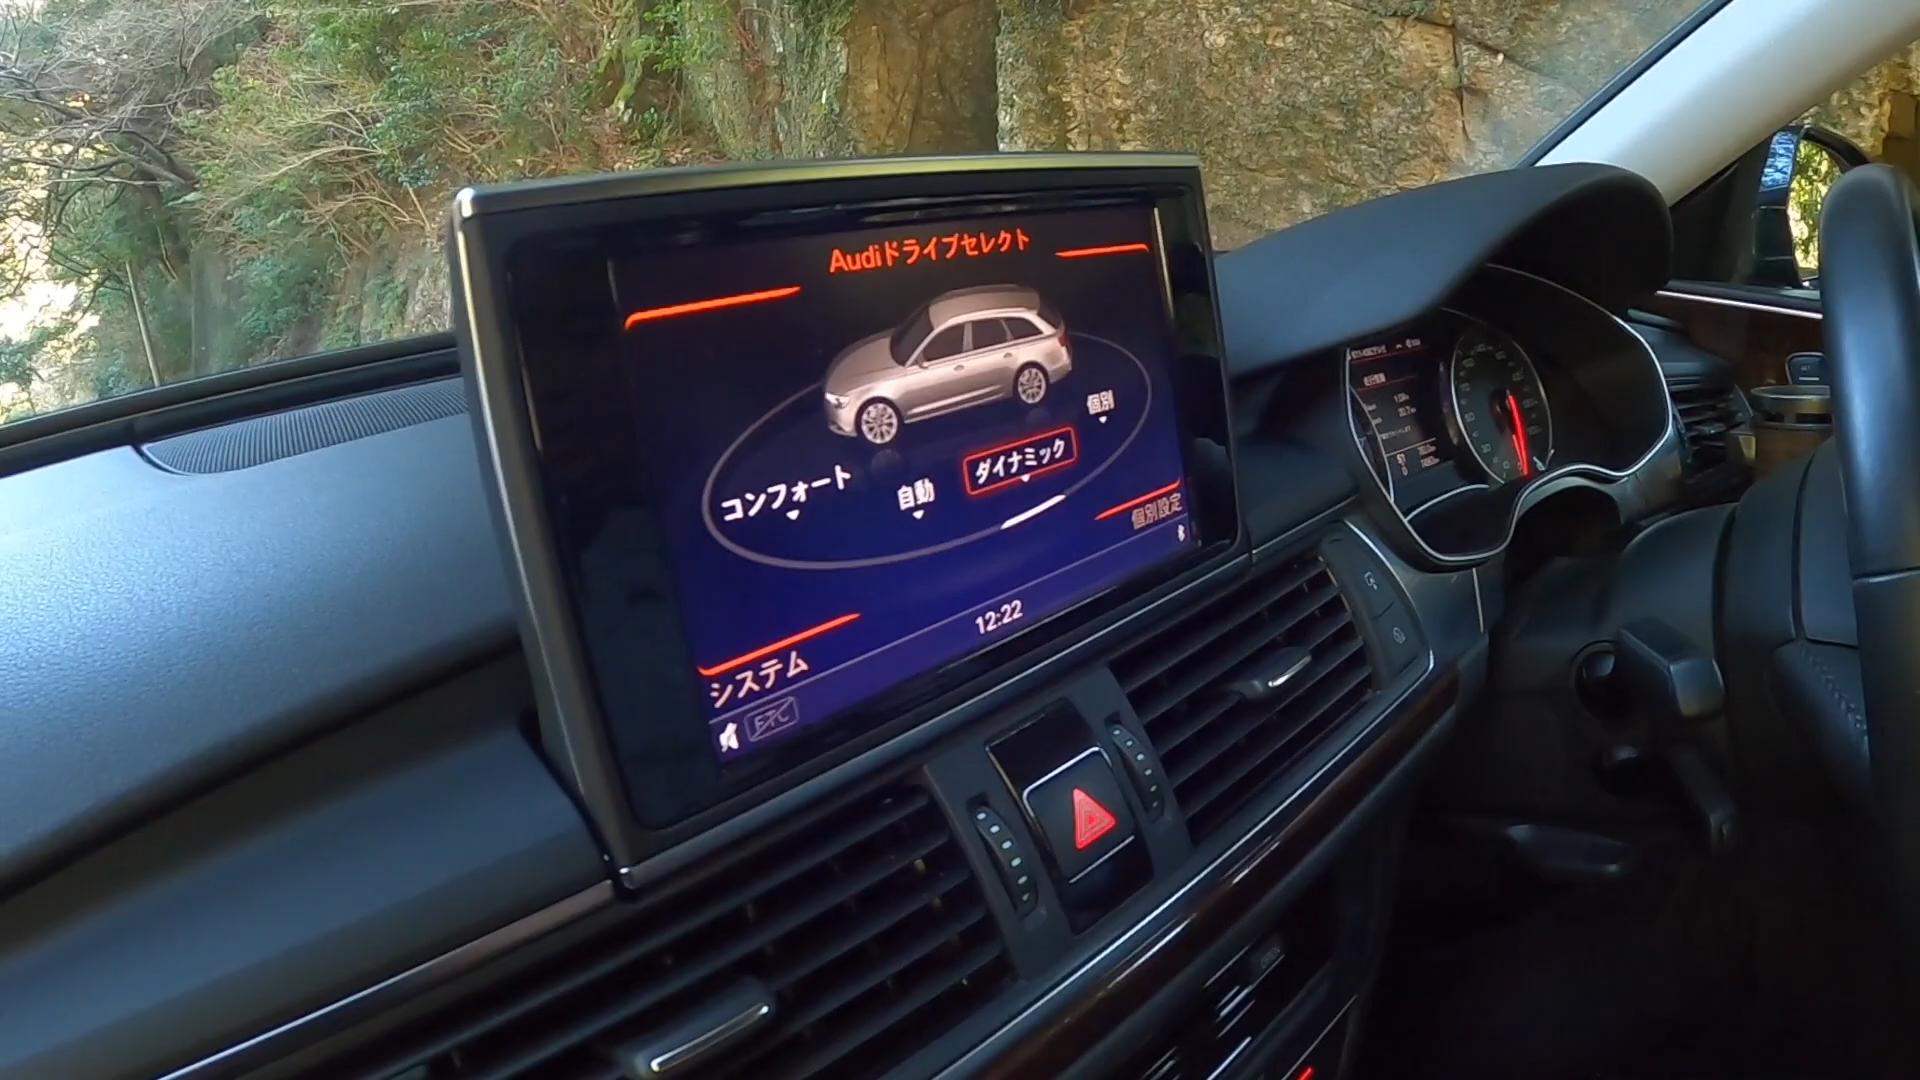 Audiドライブセレクト
個別
ダイナミック
自動
コンフォート
個別設定
12:22
システム
ETC